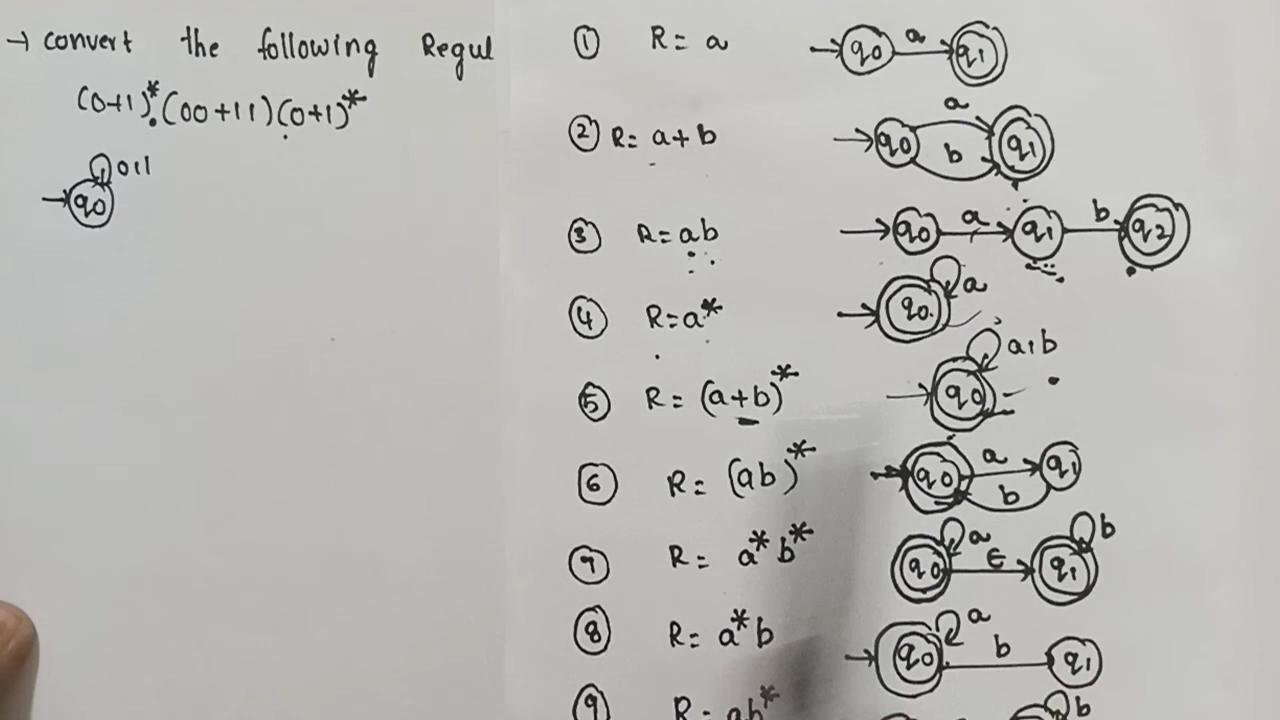 → convert the following Regul
(0+1)*.(00+11)(0+1)*
0,1
q0
① R = a q0 a q1
② R = a+b q0 a b q1
③ R = ab q0 a q1 b q2
④ R = a* q0 a
⑤ R = (a+b)* q0 a,b
⑥ R = (ab)* q0 a b q1
⑦ R = a* b* q0 a ε q1 b
⑧ R = a* b q0 a b q1
⑨ R = ab* b